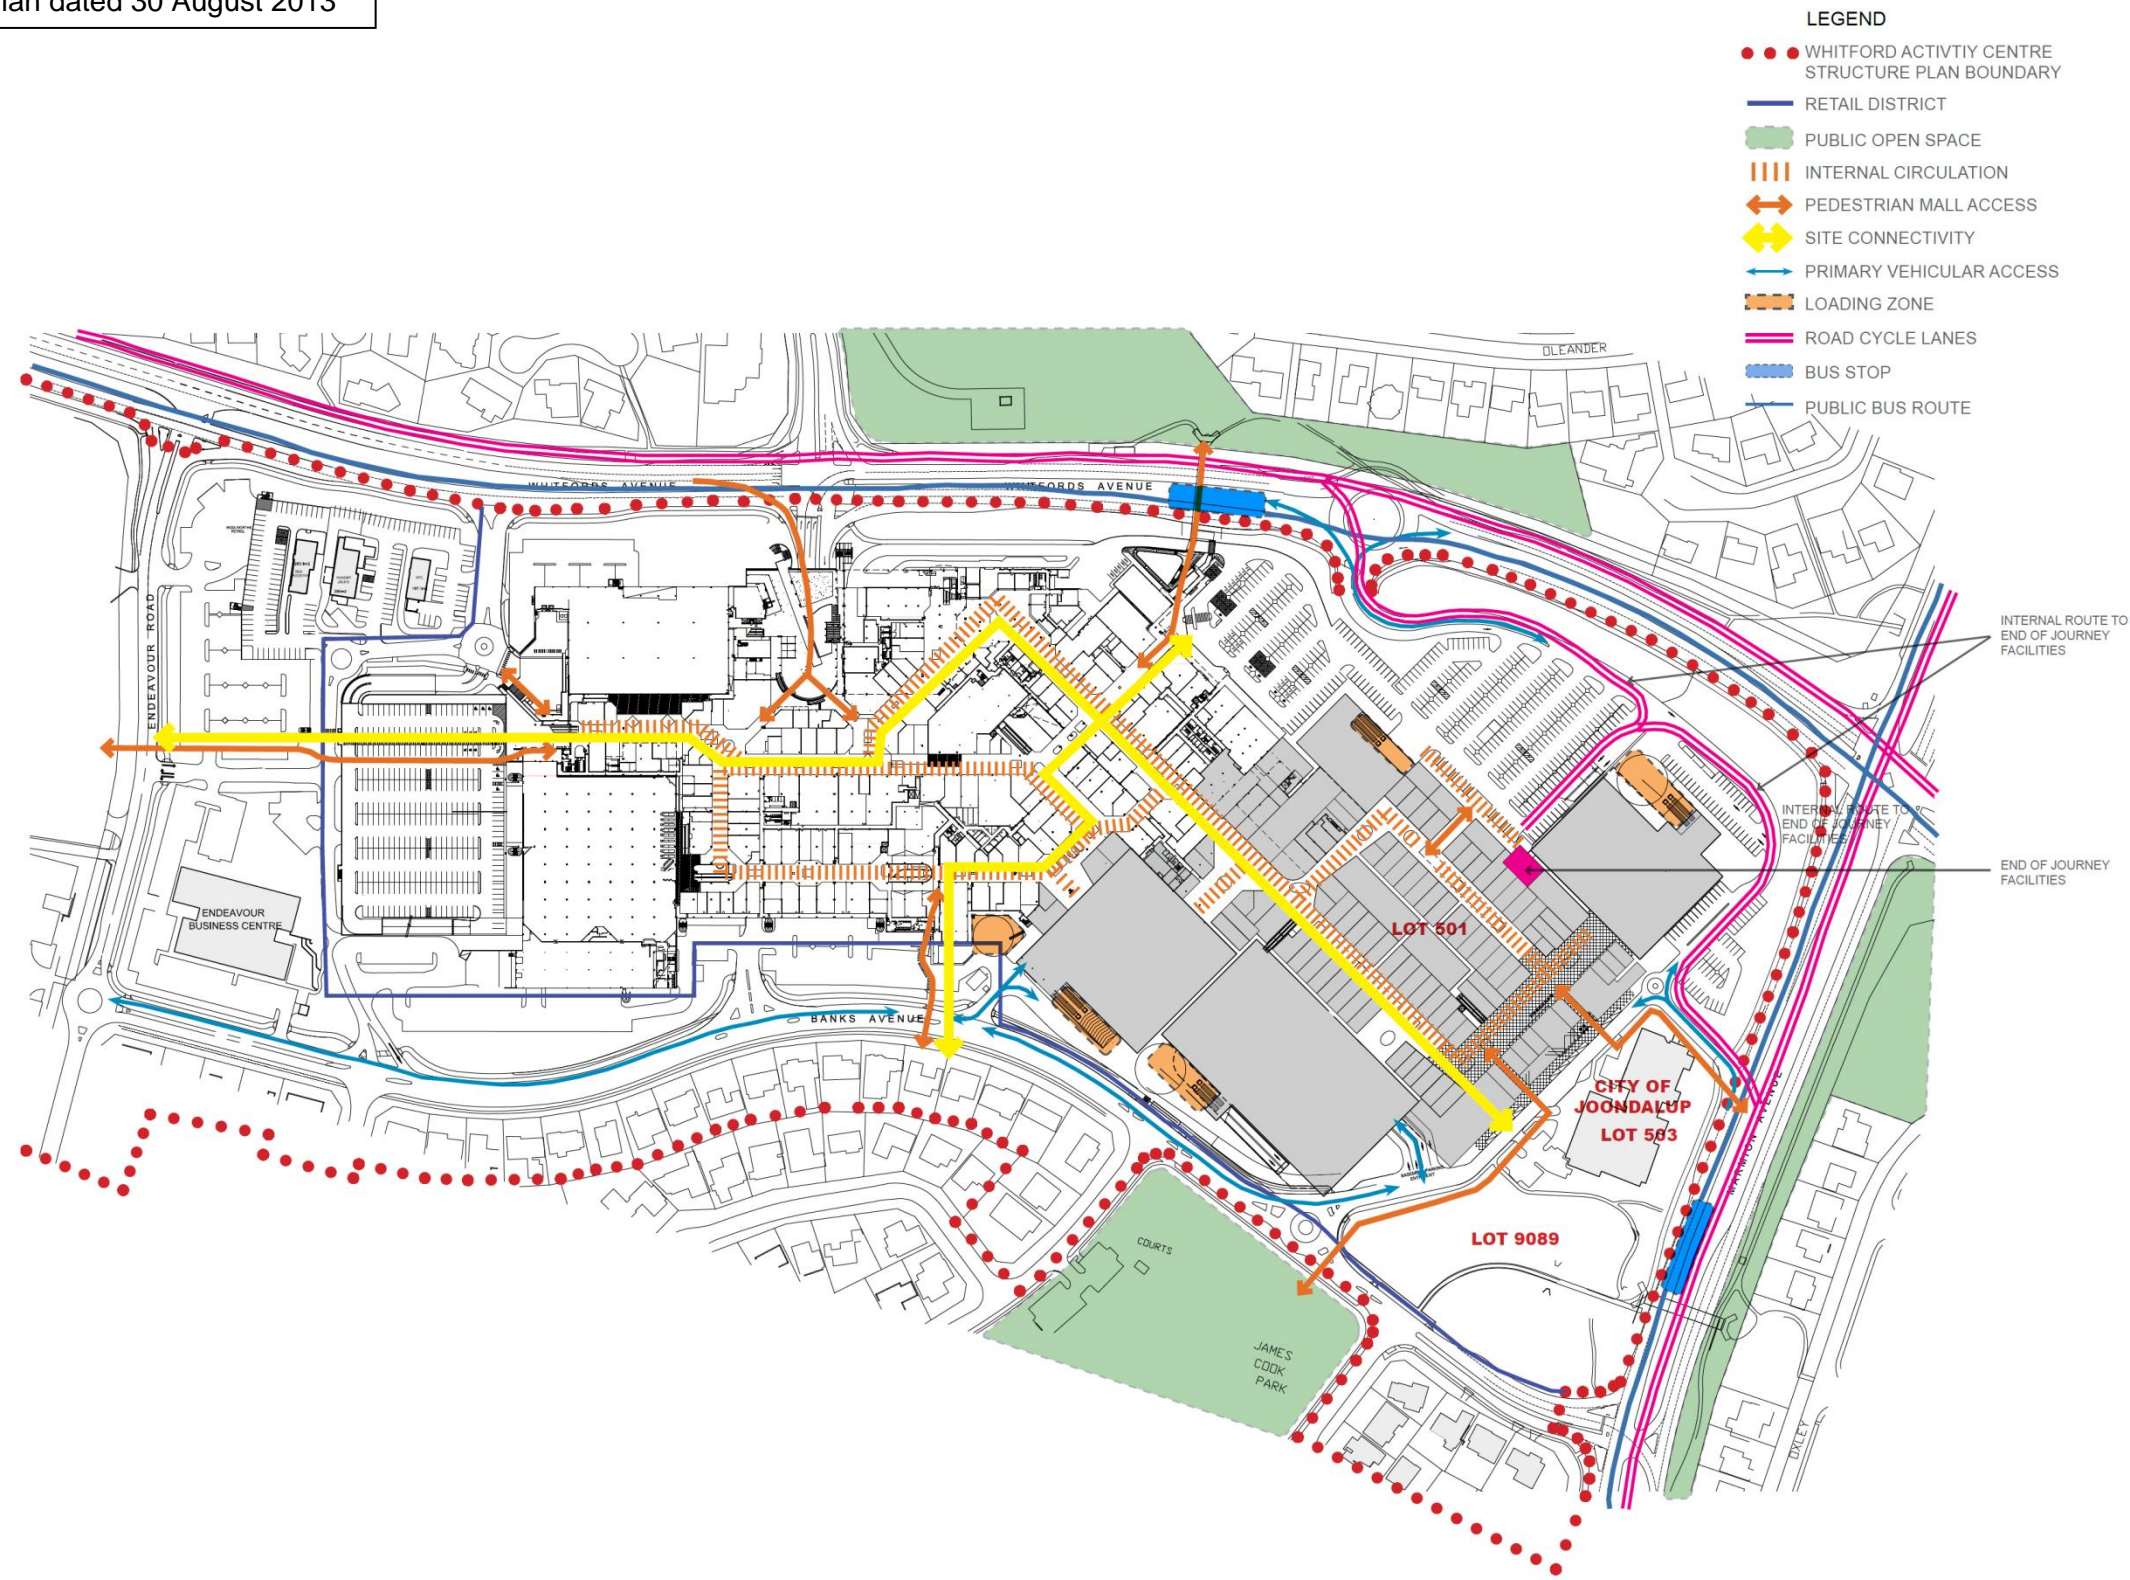 lan dated 30 August 2013
LEGEND
WHITFORD ACTIVTIY CENTRE
STRUCTURE PLAN BOUNDARY
RETAIL DISTRICT
PUBLIC OPEN SPACE
INTERNAL CIRCULATION
PEDESTRIAN MALL ACCESS
SITE CONNECTIVITY
PRIMARY VEHICULAR ACCESS
LOADING ZONE
ROAD CYCLE LANES
BUS STOP
PUBLIC BUS ROUTE
OLEANDER
WHITFORDS AVENUE
WHITFORDS AVENUE
ENDEAVOUR ROAD
INTERNAL ROUTE TO
END OF JOURNEY
FACILITIES
INTERNAL ROUTE TO
END OF JOURNEY
FACILITIES
END OF JOURNEY
FACILITIES
ENDEAVOUR
BUSINESS CENTRE
LOT 501
BANKS AVENUE
CITY OF
JOONDALUP
LOT 503
MARMION AVENUE
LOT 9089
COURTS
JAMES
COOK
PARK
OXLEY